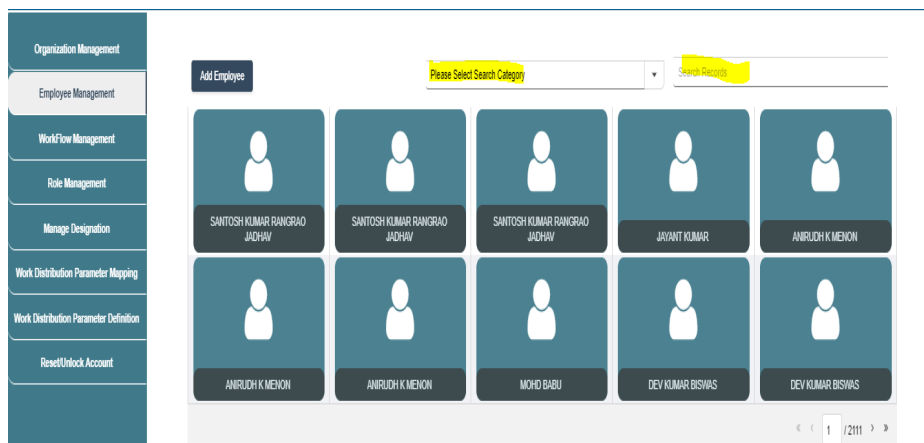 Organization Management
Employee Management
WorkFlow Management
Role Management
Manage Designation
Work Distribution Parameter Mapping
Work Distribution Parameter Definition
Reset/Unlock Account
Add Employee
Please Select Search Category
Search Records
SANTOSH KUMAR RANGRAO
JADHAV
SANTOSH KUMAR RANGRAO
JADHAV
SANTOSH KUMAR RANGRAO
JADHAV
JAYANT KUMAR
ANIRUDH K MENON
ANIRUDH K MENON
ANIRUDH K MENON
MOHD BABU
DEV KUMAR BISWAS
DEV KUMAR BISWAS
« ‹ 1 / 2111 › »